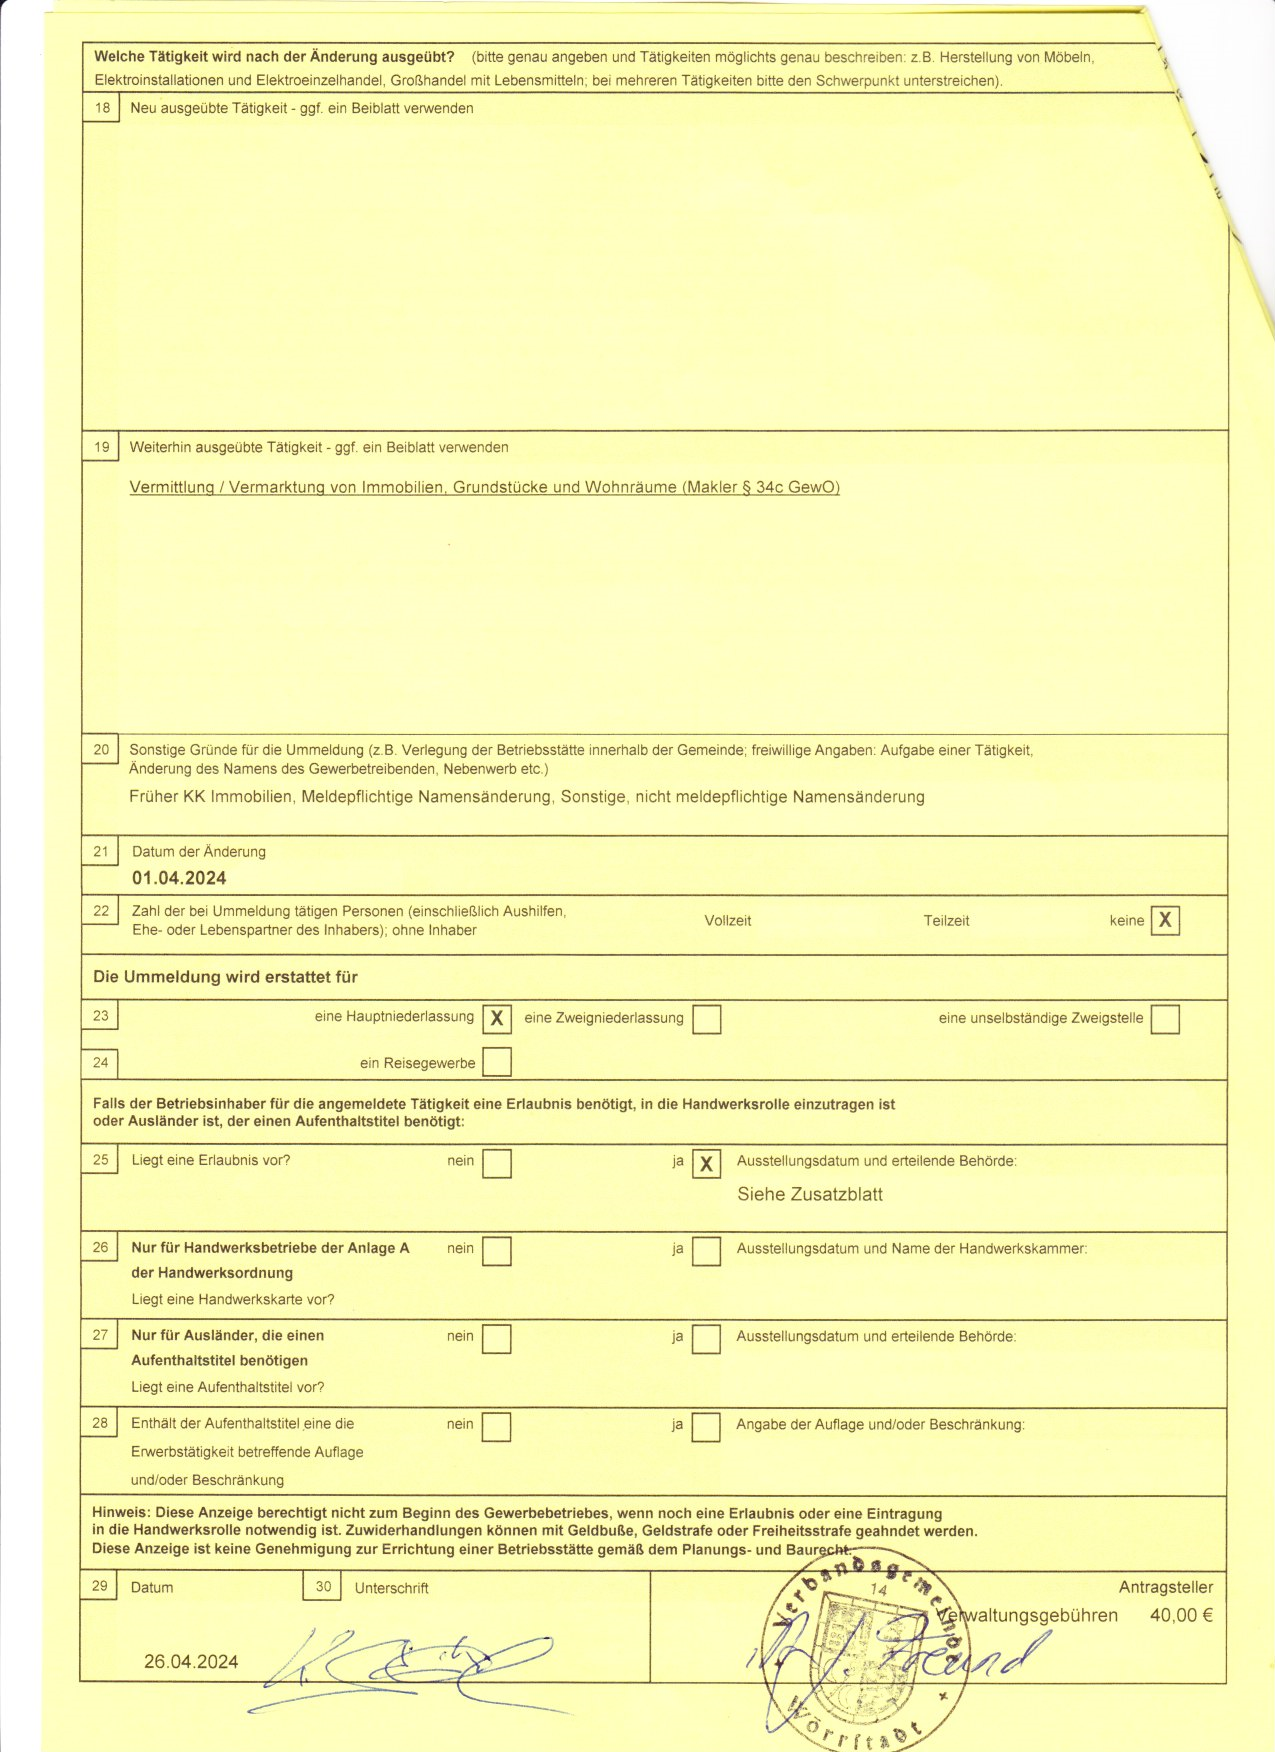 Welche Tätigkeit wird nach der Änderung ausgeübt? (bitte genau angeben und Tätigkeiten möglichts genau beschreiben: z.B. Herstellung von Möbeln,
Elektroinstallationen und Elektroeinzelhandel, Großhandel mit Lebensmitteln; bei mehreren Tätigkeiten bitte den Schwerpunkt unterstreichen).
18 Neu ausgeübte Tätigkeit - ggf. ein Beiblatt verwenden
19 Weiterhin ausgeübte Tätigkeit - ggf. ein Beiblatt verwenden
Vermittlung / Vermarktung von Immobilien, Grundstücke und Wohnräume (Makler § 34c GewO)
20 Sonstige Gründe für die Ummeldung (z.B. Verlegung der Betriebsstätte innerhalb der Gemeinde; freiwillige Angaben: Aufgabe einer Tätigkeit,
Änderung des Namens des Gewerbetreibenden, Nebenwerb etc.)
Früher KK Immobilien, Meldepflichtige Namensänderung, Sonstige, nicht meldepflichtige Namensänderung
21 Datum der Änderung
01.04.2024
22 Zahl der bei Ummeldung tätigen Personen (einschließlich Aushilfen, Vollzeit Teilzeit keine X
Ehe- oder Lebenspartner des Inhabers); ohne Inhaber
Die Ummeldung wird erstattet für
23 eine Hauptniederlassung X eine Zweigniederlassung eine unselbständige Zweigstelle
24 ein Reisegewerbe
Falls der Betriebsinhaber für die angemeldete Tätigkeit eine Erlaubnis benötigt, in die Handwerksrolle einzutragen ist
oder Ausländer ist, der einen Aufenthaltstitel benötigt:
25 Liegt eine Erlaubnis vor? nein ja X Ausstellungsdatum und erteilende Behörde:
Siehe Zusatzblatt
26 Nur für Handwerksbetriebe der Anlage A nein ja Ausstellungsdatum und Name der Handwerkskammer:
der Handwerksordnung
Liegt eine Handwerkskarte vor?
27 Nur für Ausländer, die einen nein ja Ausstellungsdatum und erteilende Behörde:
Aufenthaltstitel benötigen
Liegt eine Aufenthaltstitel vor?
28 Enthält der Aufenthaltstitel eine die nein ja Angabe der Auflage und/oder Beschränkung:
Erwerbstätigkeit betreffende Auflage
und/oder Beschränkung
Hinweis: Diese Anzeige berechtigt nicht zum Beginn des Gewerbebetriebes, wenn noch eine Erlaubnis oder eine Eintragung
in die Handwerksrolle notwendig ist. Zuwiderhandlungen können mit Geldbuße, Geldstrafe oder Freiheitsstrafe geahndet werden.
Diese Anzeige ist keine Genehmigung zur Errichtung einer Betriebsstätte gemäß dem Planungs- und Baurecht.
29 Datum 30 Unterschrift Antragsteller
Verwaltungsgebühren 40,00 €
26.04.2024
Verbandsgemeinde
14
Wörrstadt